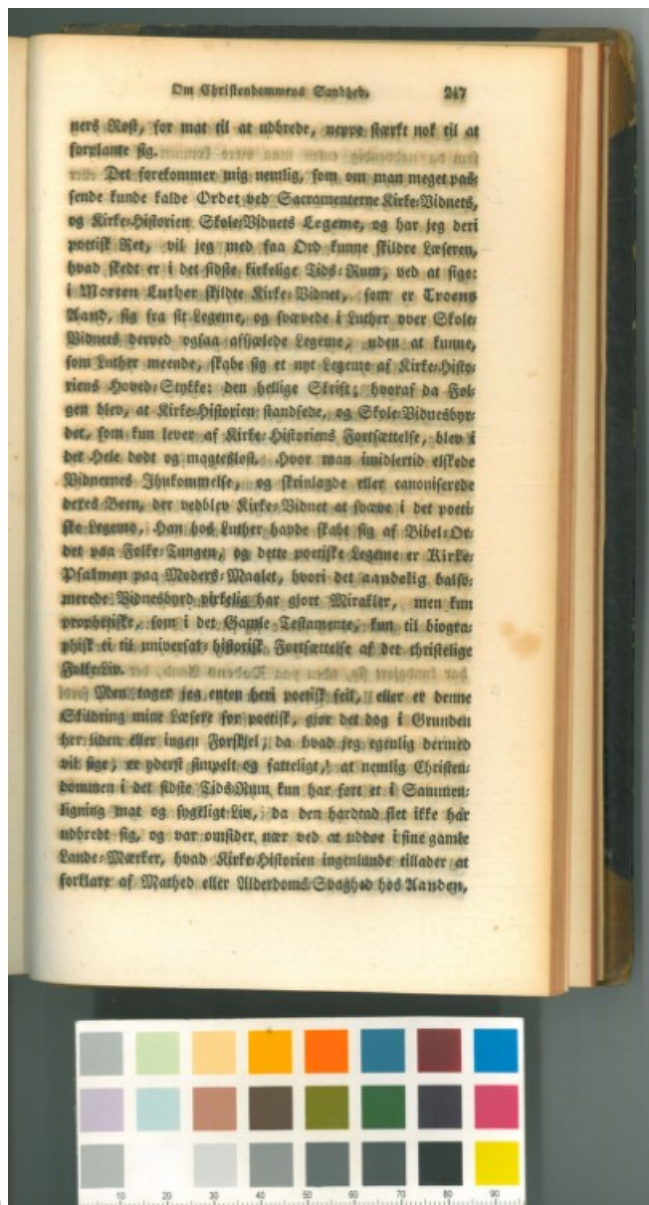 Om Christendommens Sandhed. 247
ners Røst, for mat til at udbrede, neppe stærkt nok til at
forplante sig.
Det forekommer mig nemlig, som om man meget pas-
sende kunde kalde Ordet ved Sacramenterne Kirke-Vidnets,
og Kirke-Historien Skole-Vidnets Legeme, og har jeg deri
poetisk Ret, vil jeg med faa Ord kunne skildre Læseren,
hvad skedt er i det sidste kirkelige Tids-Rum, ved at sige:
i Morten Luther skildte Kirke-Vidnet, som er Troens
Aand, sig fra sit Legeme, og svævede i Luther over Skole-
Vidnets derved ogsaa afsjælede Legeme, uden at kunne,
som Luther meende, skabe sig et nyt Legeme af Kirke-Histo-
riens Hoved-Stykke: den hellige Skrift; hvoraf da Føl-
gen blev, at Kirke-Historien standsede, og Skole-Vidnesbyr-
det, som kun lever af Kirke-Historiens Fortsættelse, blev i
det Hele dødt og magtesløst. Hvor man imidlertid elskede
Vidnernes Ihukommelse, og skrinlagde eller canoniserede
deres Been, der vedblev Kirke-Vidnet at svæve i det poeti-
ske Legeme, Han hos Luther havde skabt sig af Bibel-Or-
det paa Folke-Tungen, og dette poetiske Legeme er Kirke-
Psalmen paa Moders-Maalet, hvori det aandelig balso-
merede Vidnesbyrd virkelig har gjort Mirakler, men kun
prophetiske, som i det Gamle-Testamente, kun til biogra-
phisk ei til universal-historisk Fortsættelse af det christelige
Folke-Liv.
Men tager jeg enten heri poetisk feil, eller er denne
Skildring mine Læsere for poetisk, gjør det dog i Grunden
her liden eller ingen Forskjel, da hvad jeg egenlig dermed
vil sige, er yderst simpelt og fatteligt, at nemlig Christen-
dommen i det sidste Tids-Rum kun har ført et i Sammen-
ligning mat og sygeligt Liv, da den hardtad slet ikke har
udbredt sig, og var omsider nær ved at uddøe i sine gamle
Lande-Mærker, hvad Kirke-Historien ingenlunde tillader at
forklare af Mathed eller Alderdoms-Svaghed hos Aanden,
10 20 30 40 50 60 70 80 90